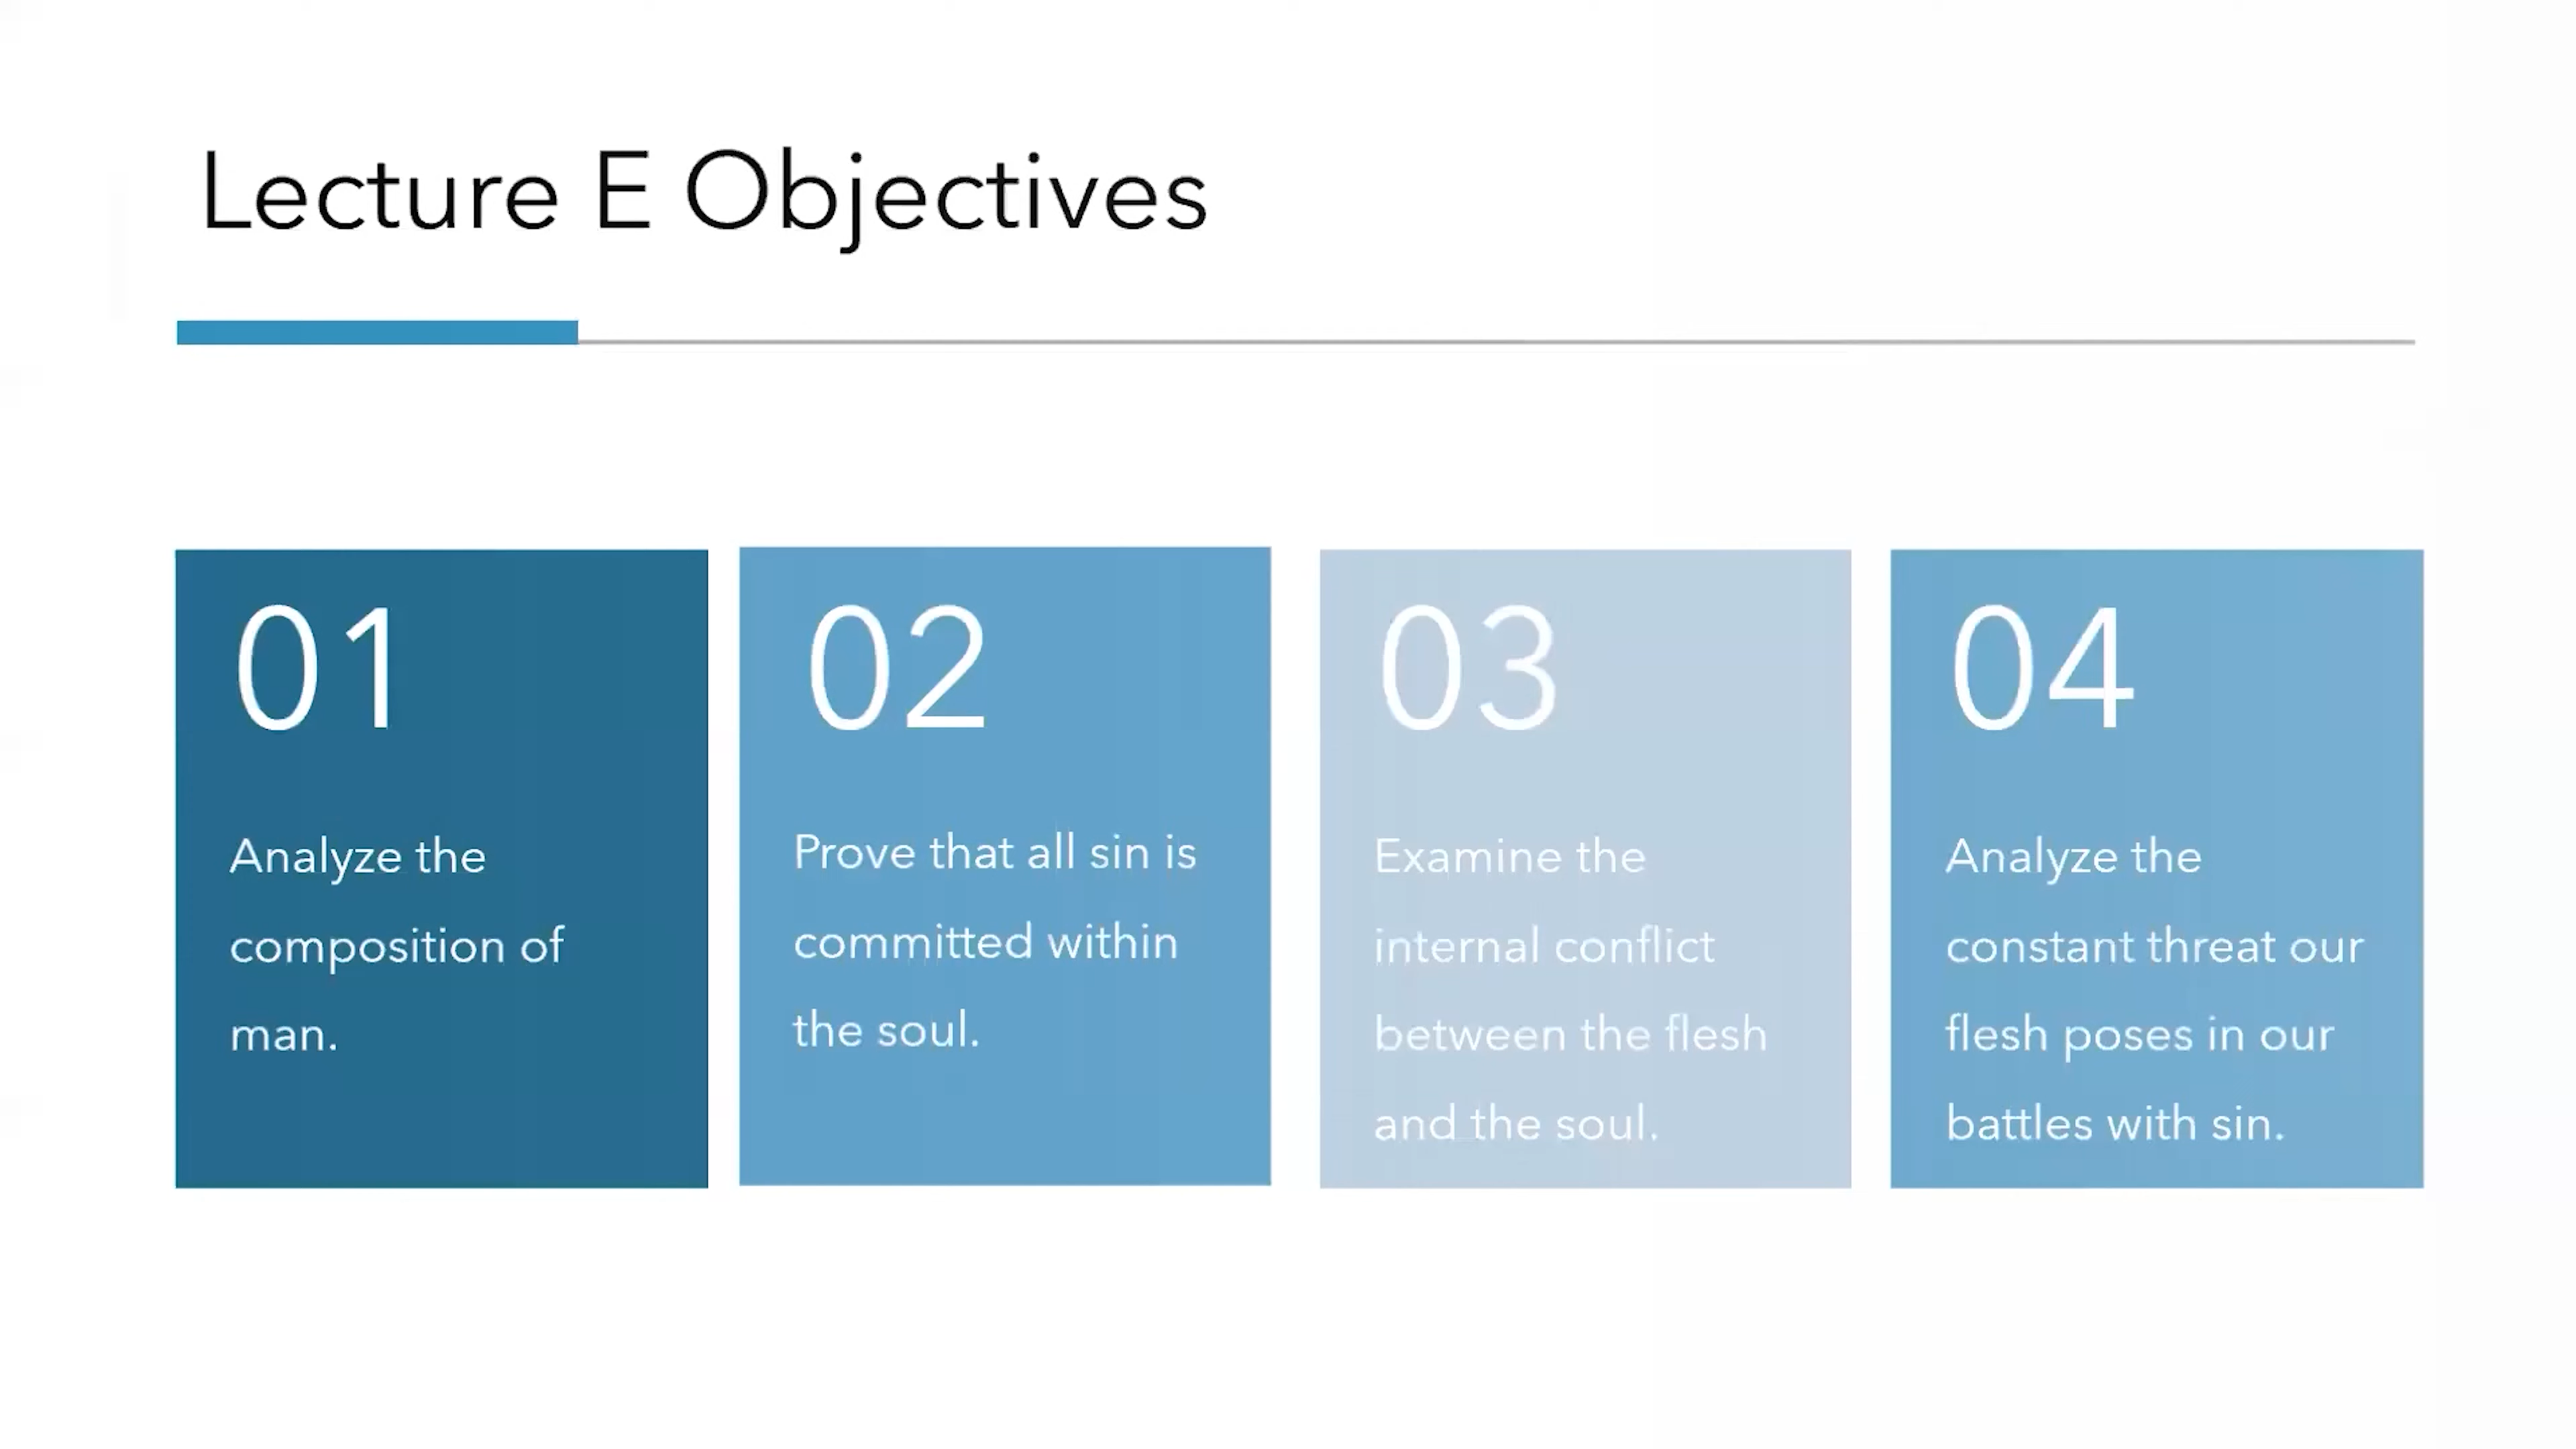 Lecture E Objectives
01
Analyze the
composition of
man.
02
Prove that all sin is
committed within
the soul.
03
Examine the
internal conflict
between the flesh
and the soul.
04
Analyze the
constant threat our
flesh poses in our
battles with sin.